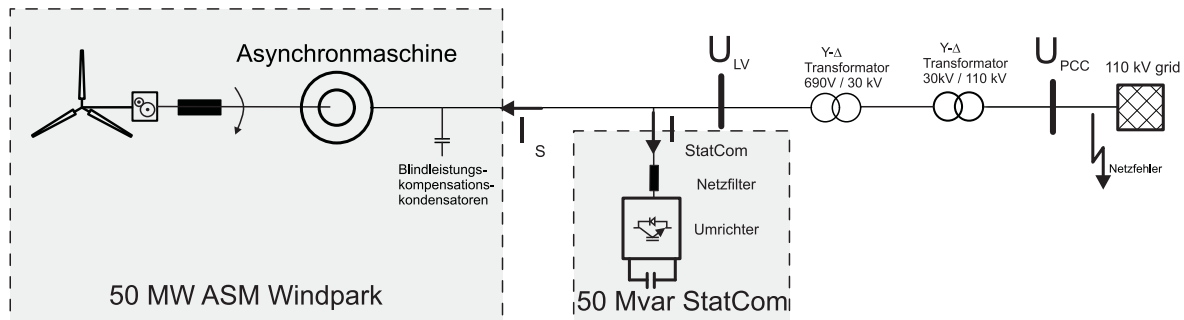 Asynchronmaschine
Blindleistungs-
kompensations-
kondensatoren
50 MW ASM Windpark
I S
I StatCom
Netzfilter
Umrichter
50 Mvar StatCom
U LV
Y-Δ
Transformator
690V / 30 kV
Y-Δ
Transformator
30kV / 110 kV
U PCC
110 kV grid
Netzfehler